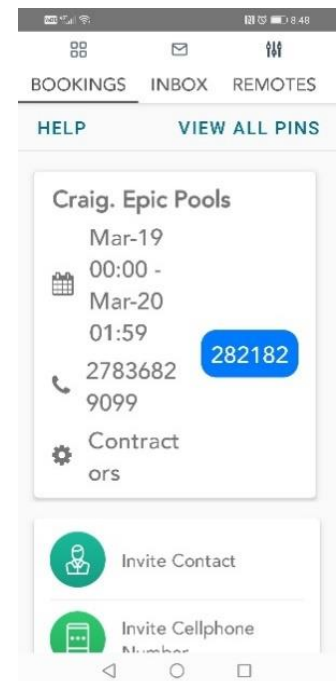 8:48
BOOKINGS INBOX REMOTES
HELP VIEW ALL PINS
Craig. Epic Pools
Mar-19
00:00 -
Mar-20
01:59
282182
2783682
9099
Contract
ors
Invite Contact
Invite Cellphone
Number